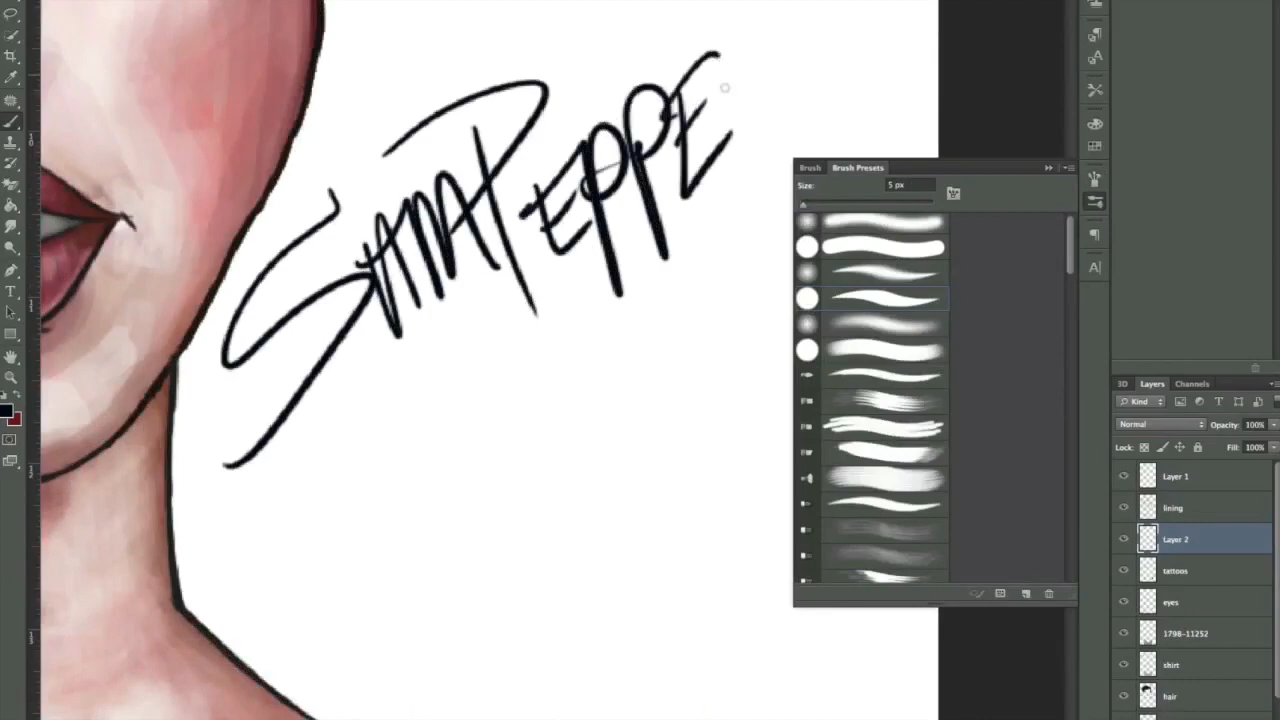 SANAPEPPE
Brush
Brush Presets
Size:
5 px
3D
Layers
Channels
Kind
Normal
Opacity: 100%
Lock:
Fill: 100%
Layer 1
lining
Layer 2
tattoos
eyes
1798-11252
shirt
hair